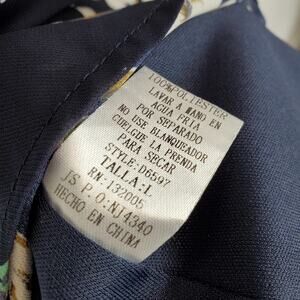 100%POLIESTER
LAVAR A MANO EN
AGUA FRIA
POR SEPARADO
NO USE BLANQUEADOR
CUELGUE LA PRENDA
PARA SECAR
STYLE:D6597
TALLA:L
RN:132005
JS P.O:NJ4340
HECHO EN CHINA